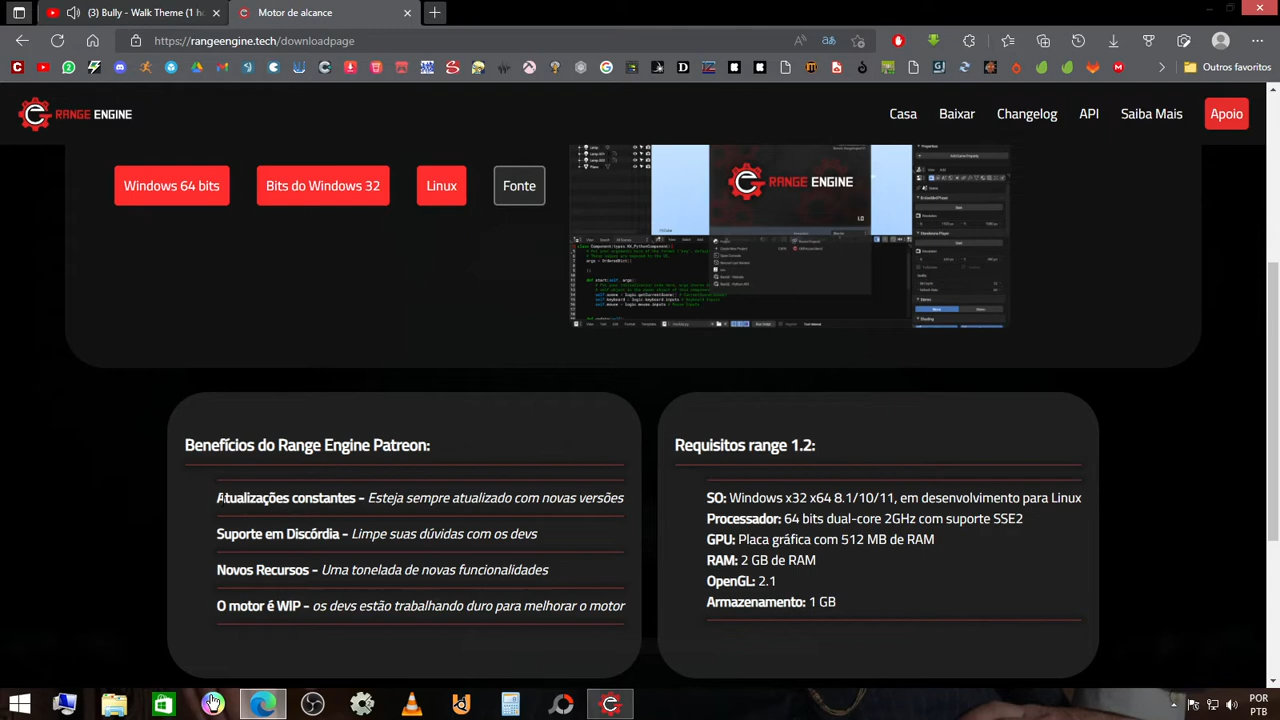 (3) Bully - Walk Theme (1 ho
Motor de alcance
https://rangeengine.tech/downloadpage
Outros favoritos
RANGE ENGINE
Casa
Baixar
Changelog
API
Saiba Mais
Apoio
Windows 64 bits
Bits do Windows 32
Linux
Fonte
RANGE ENGINE
Benefícios do Range Engine Patreon:
Atualizações constantes – Esteja sempre atualizado com novas versões
Suporte em Discórdia – Limpe suas dúvidas com os devs
Novos Recursos – Uma tonelada de novas funcionalidades
O motor é WIP – os devs estão trabalhando duro para melhorar o motor
Requisitos range 1.2:
SO: Windows x32 x64 8.1/10/11, em desenvolvimento para Linux
Processador: 64 bits dual-core 2GHz com suporte SSE2
GPU: Placa gráfica com 512 MB de RAM
RAM: 2 GB de RAM
OpenGL: 2.1
Armazenamento: 1 GB
POR
PTB